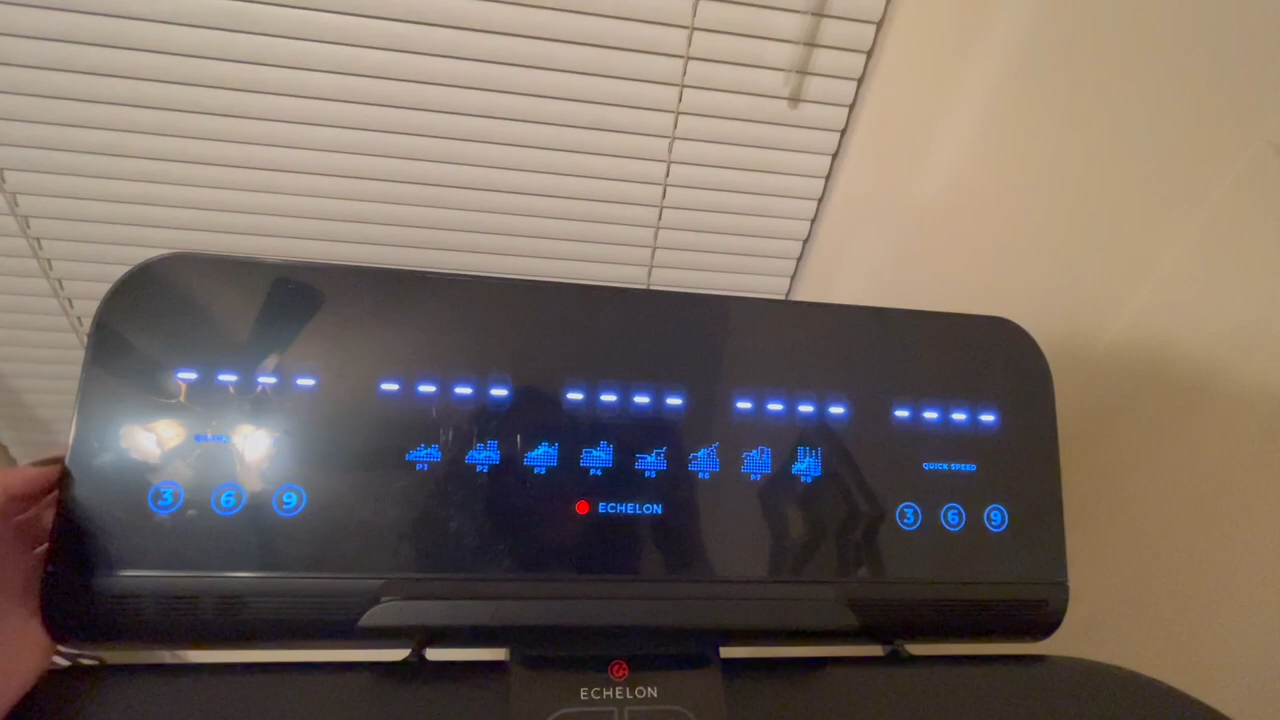 ---- ---- ---- ---- ----
P1 P2 P3 P4 P5 P6 P7 P8
QUICK SPEED
3 6 9
ECHELON
3 6 9
ECHELON